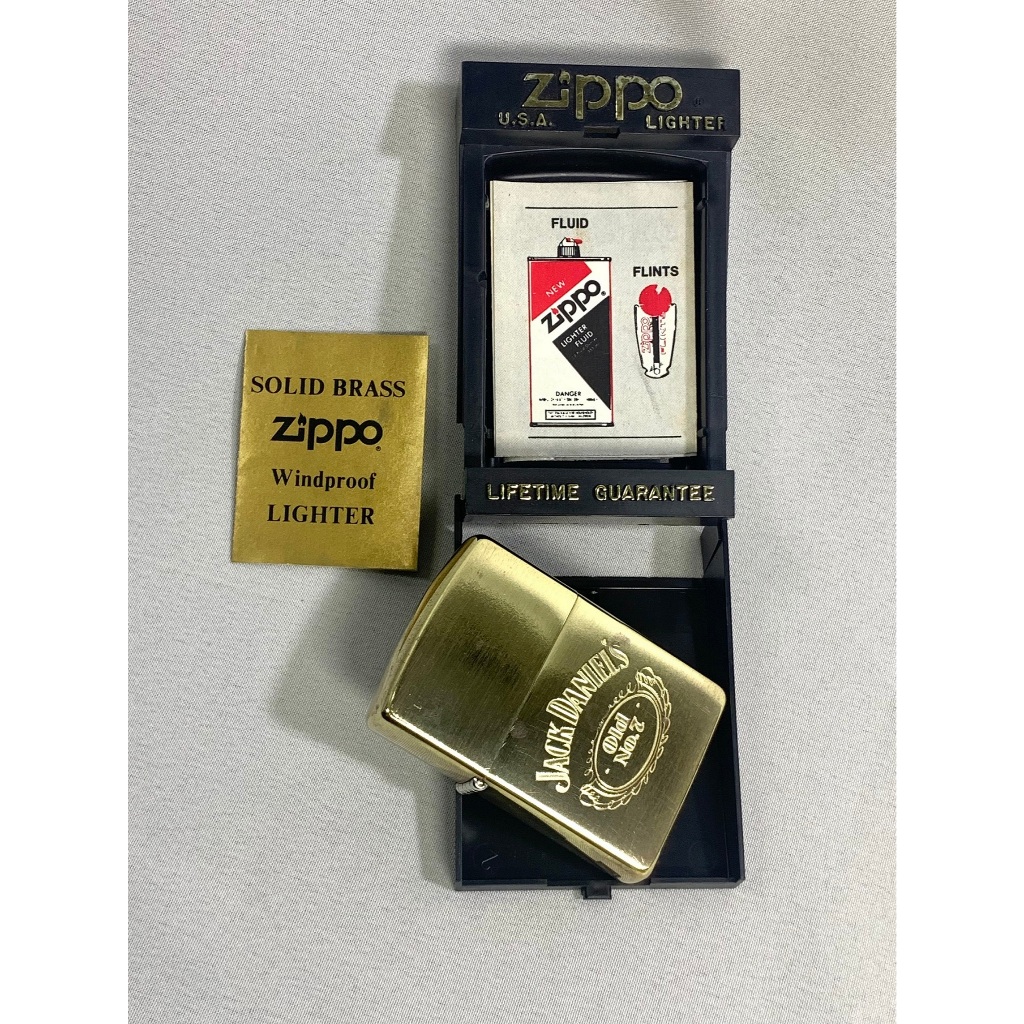 Zippo
U.S.A. LIGHTER
FLUID
FLINTS
NEW
Zippo®
LIGHTER
FLUID
DANGER
LIFETIME GUARANTEE
SOLID BRASS
Zippo®
Windproof
LIGHTER
JACK DANIEL'S
Old
No.7